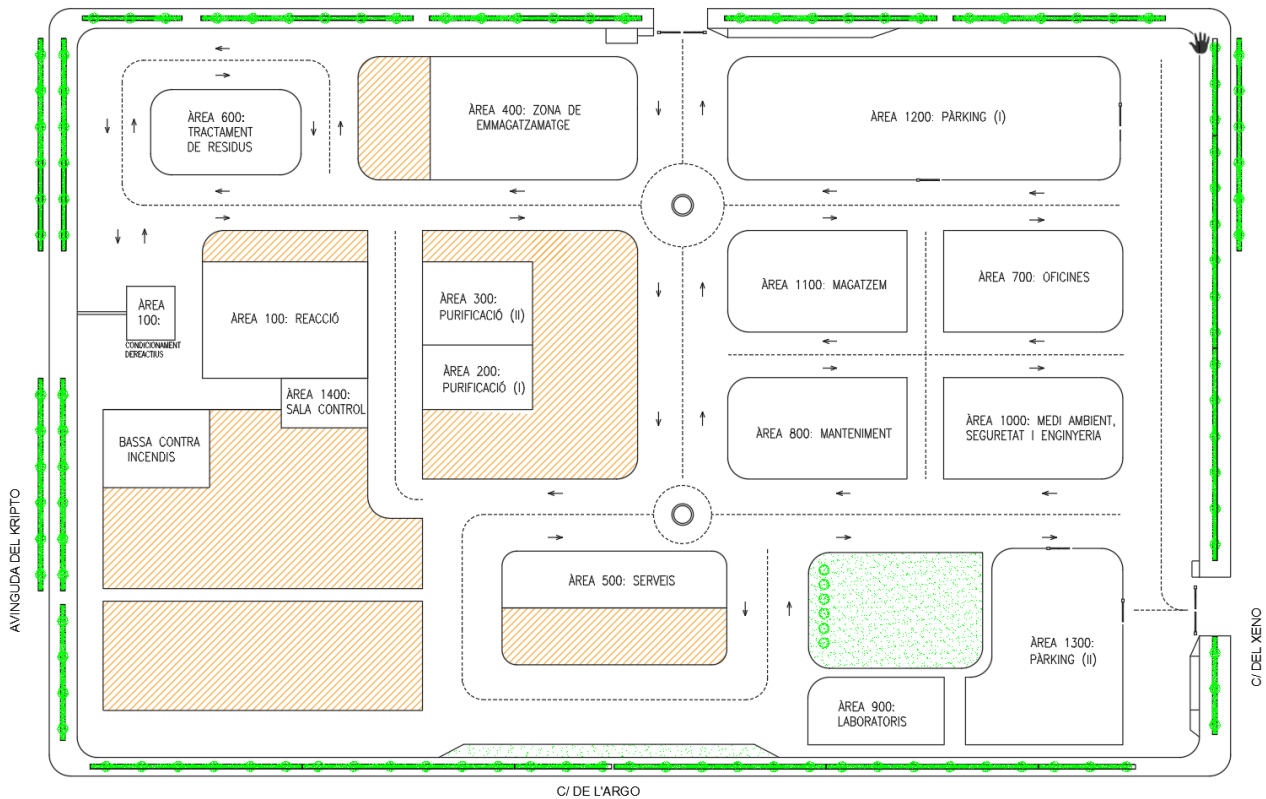 ÀREA 600:
TRACTAMENT
DE RESIDUS
ÀREA 400: ZONA DE
EMMAGATZAMATGE
ÀREA 1200: PÀRKING (I)
ÀREA
100:
CONDICIONAMENT
DEREACTIUS
ÀREA 100: REACCIÓ
ÀREA 300:
PURIFICACIÓ (II)
ÀREA 200:
PURIFICACIÓ (I)
ÀREA 1100: MAGATZEM
ÀREA 700: OFICINES
ÀREA 1400:
SALA CONTROL
BASSA CONTRA
INCENDIS
ÀREA 800: MANTENIMENT
ÀREA 1000: MEDI AMBIENT,
SEGURETAT I ENGINYERIA
AVINGUDA DEL KRIPTO
ÀREA 500: SERVEIS
ÀREA 1300:
PÀRKING (II)
ÀREA 900:
LABORATORIS
C/ DEL XENO
C/ DE L'ARGO